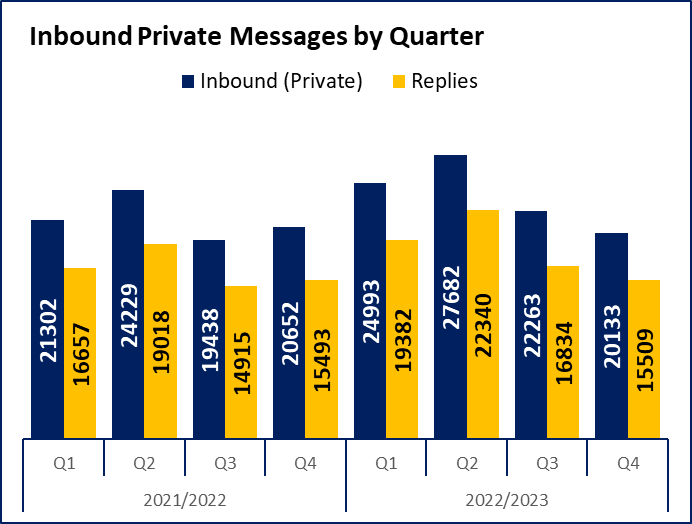 Inbound Private Messages by Quarter
Inbound (Private) Replies
21302 16657 24229 19018 19438 14915 20652 15493 24993 19382 27682 22340 22263 16834 20133 15509
Q1 Q2 Q3 Q4 Q1 Q2 Q3 Q4
2021/2022 2022/2023